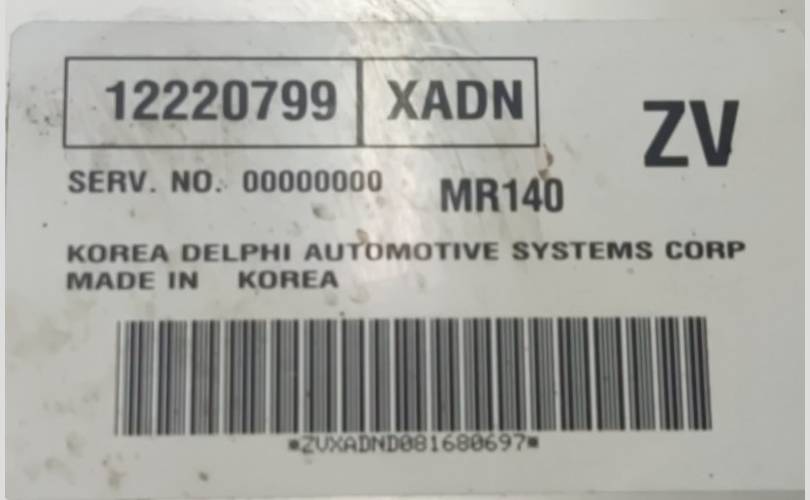 12220799 XADN
ZV
SERV. NO. 00000000 MR140
KOREA DELPHI AUTOMOTIVE SYSTEMS CORP
MADE IN KOREA
*ZVXADND081680697*